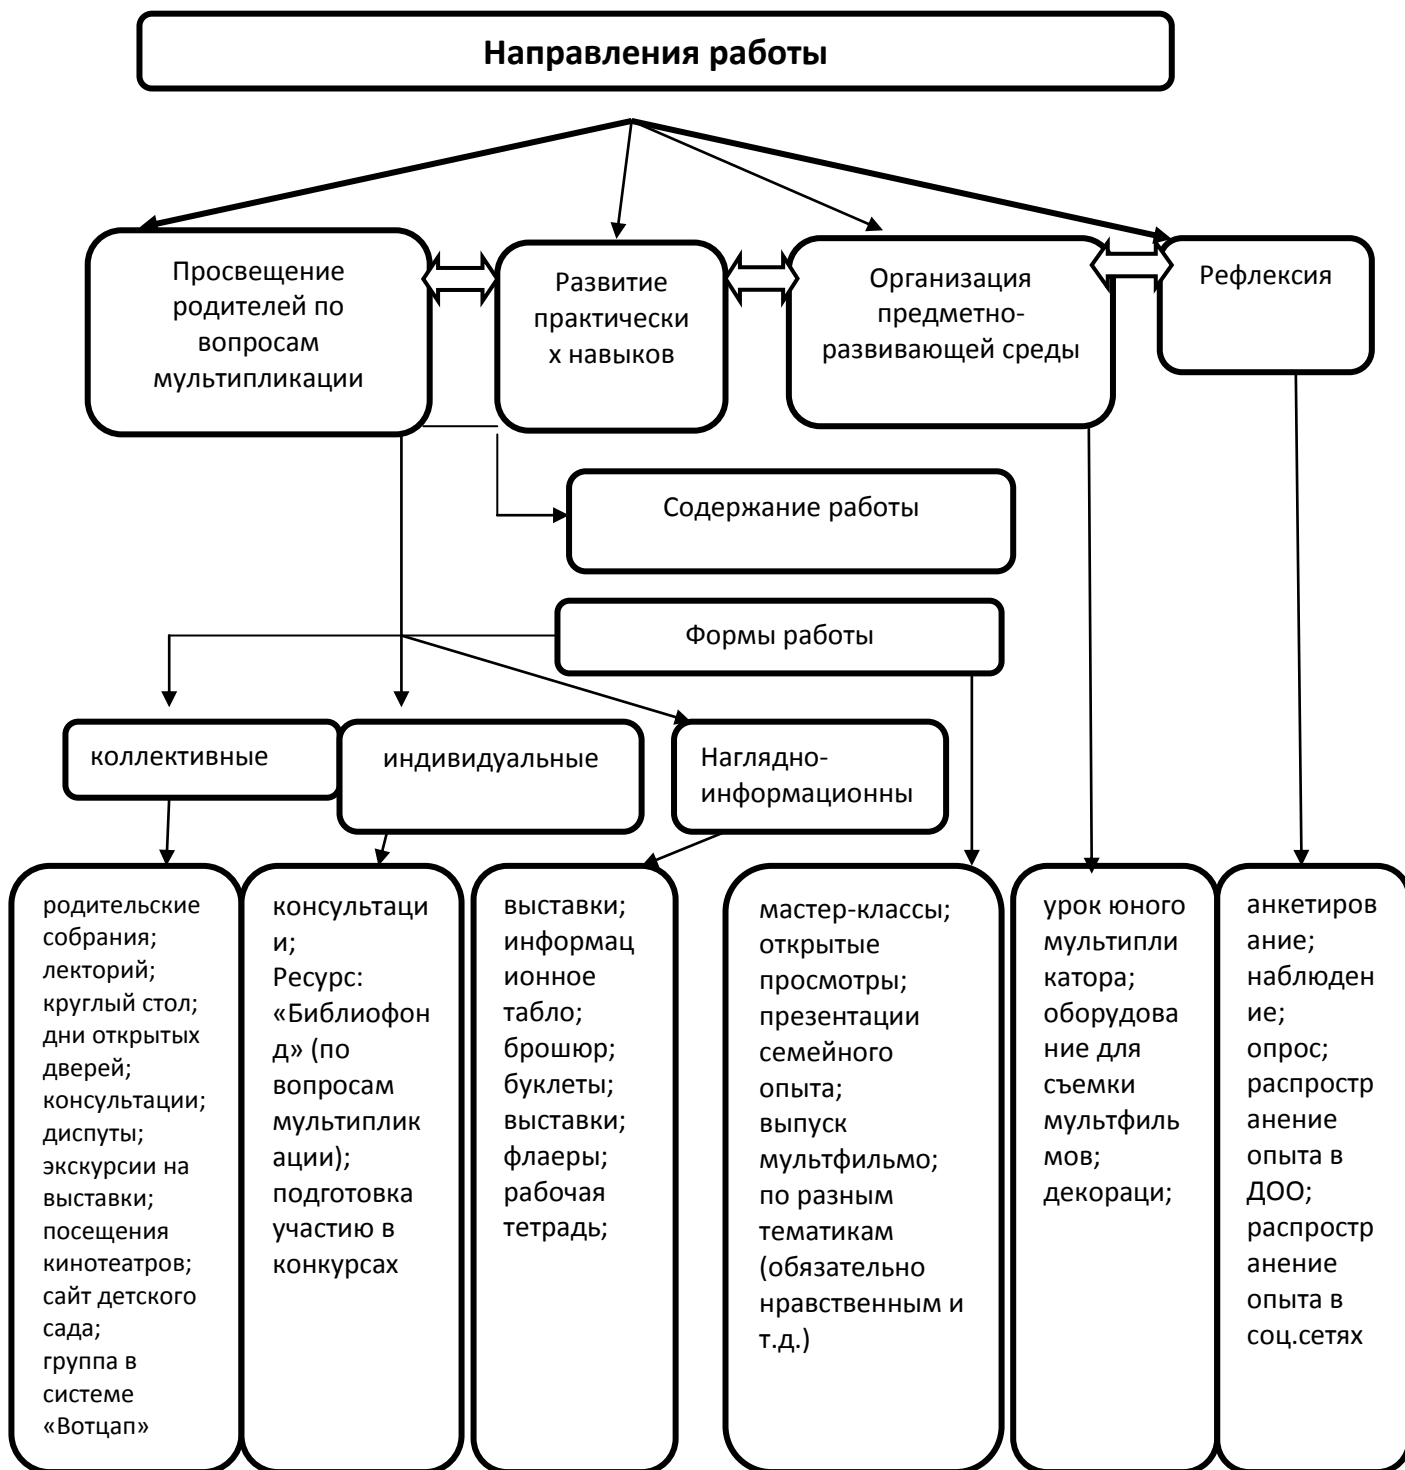 Направления работы
Просвещение
родителей по
вопросам
мультипликации
Развитие
практически
х навыков
Организация
предметно-
развивающей среды
Рефлексия
Содержание работы
Формы работы
коллективные
индивидуальные
Наглядно-
информационны
родительские
собрания;
лекторий;
круглый стол;
дни открытых
дверей;
консультации;
диспуты;
экскурсии на
выставки;
посещения
кинотеатров;
сайт детского
сада;
группа в
системе
«Вотцап»
консультаци
и;
Ресурс:
«Библиофон
д» (по
вопросам
мультиплик
ации);
подготовка
участию в
конкурсах
выставки;
информац
ионное
табло;
брошюр;
буклеты;
выставки;
флаеры;
рабочая
тетрадь;
мастер-классы;
открытые
просмотры;
презентации
семейного
опыта;
выпуск
мультфильмо;
по разным
тематикам
(обязательно
нравственным и
т.д.)
урок юного
мультипли
катора;
оборудова
ние для
съемки
мультфиль
мов;
декораци;
анкетиров
ание;
наблюден
ие;
опрос;
распростр
анение
опыта в
ДОО;
распростр
анение
опыта в
соц.сетях